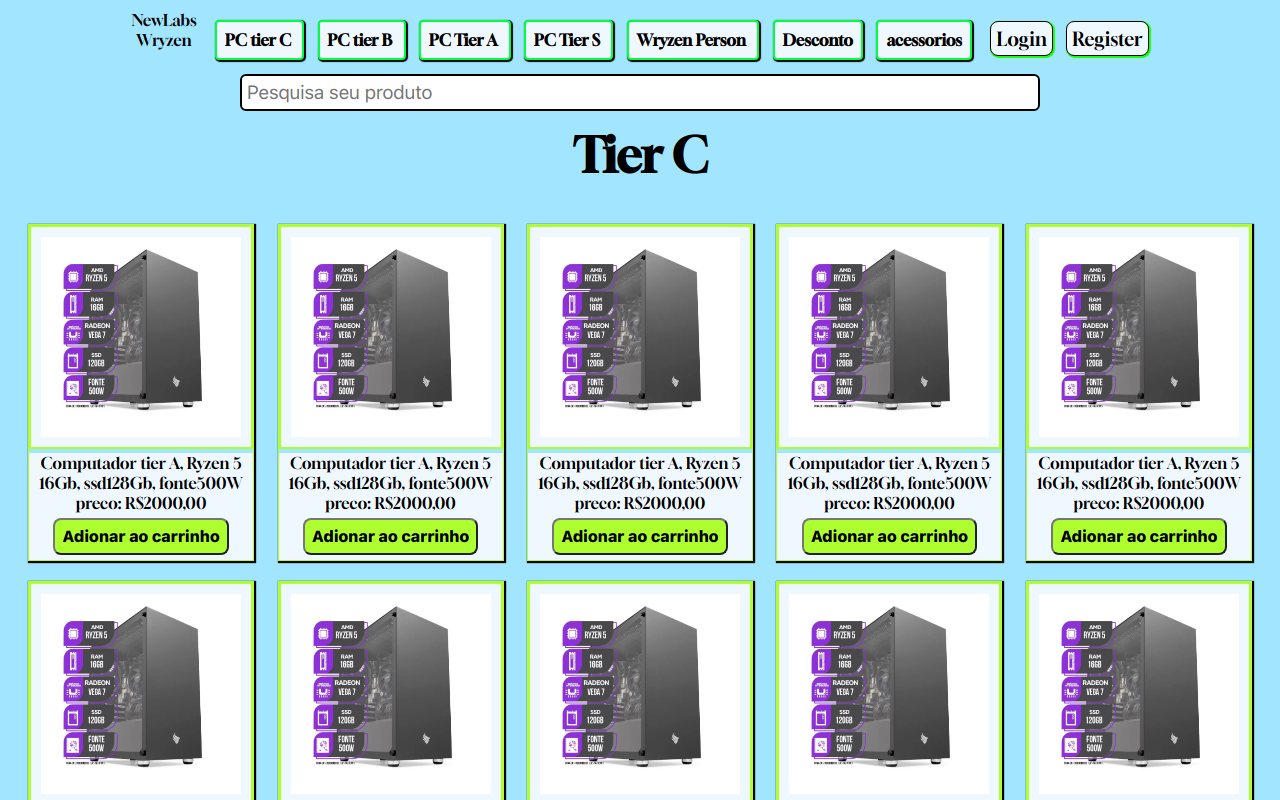 NewLabs
Wryzen
PC tier C
PC tier B
PC Tier A
PC Tier S
Wryzen Person
Desconto
acessorios
Login
Register
Pesquisa seu produto
Tier C
AMD
RYZEN 5
RAM
16GB
RADEON
VEGA 7
SSD
120GB
FONTE
500W
AMD
RYZEN 5
RAM
16GB
RADEON
VEGA 7
SSD
120GB
FONTE
500W
AMD
RYZEN 5
RAM
16GB
RADEON
VEGA 7
SSD
120GB
FONTE
500W
AMD
RYZEN 5
RAM
16GB
RADEON
VEGA 7
SSD
120GB
FONTE
500W
AMD
RYZEN 5
RAM
16GB
RADEON
VEGA 7
SSD
120GB
FONTE
500W
Computador tier A, Ryzen 5
16Gb, ssd128Gb, fonte500W
preco: RS2000,00
Adionar ao carrinho
Computador tier A, Ryzen 5
16Gb, ssd128Gb, fonte500W
preco: RS2000,00
Adionar ao carrinho
Computador tier A, Ryzen 5
16Gb, ssd128Gb, fonte500W
preco: RS2000,00
Adionar ao carrinho
Computador tier A, Ryzen 5
16Gb, ssd128Gb, fonte500W
preco: RS2000,00
Adionar ao carrinho
Computador tier A, Ryzen 5
16Gb, ssd128Gb, fonte500W
preco: RS2000,00
Adionar ao carrinho
AMD
RYZEN 5
RAM
16GB
RADEON
VEGA 7
SSD
120GB
FONTE
500W
AMD
RYZEN 5
RAM
16GB
RADEON
VEGA 7
SSD
120GB
FONTE
500W
AMD
RYZEN 5
RAM
16GB
RADEON
VEGA 7
SSD
120GB
FONTE
500W
AMD
RYZEN 5
RAM
16GB
RADEON
VEGA 7
SSD
120GB
FONTE
500W
AMD
RYZEN 5
RAM
16GB
RADEON
VEGA 7
SSD
120GB
FONTE
500W